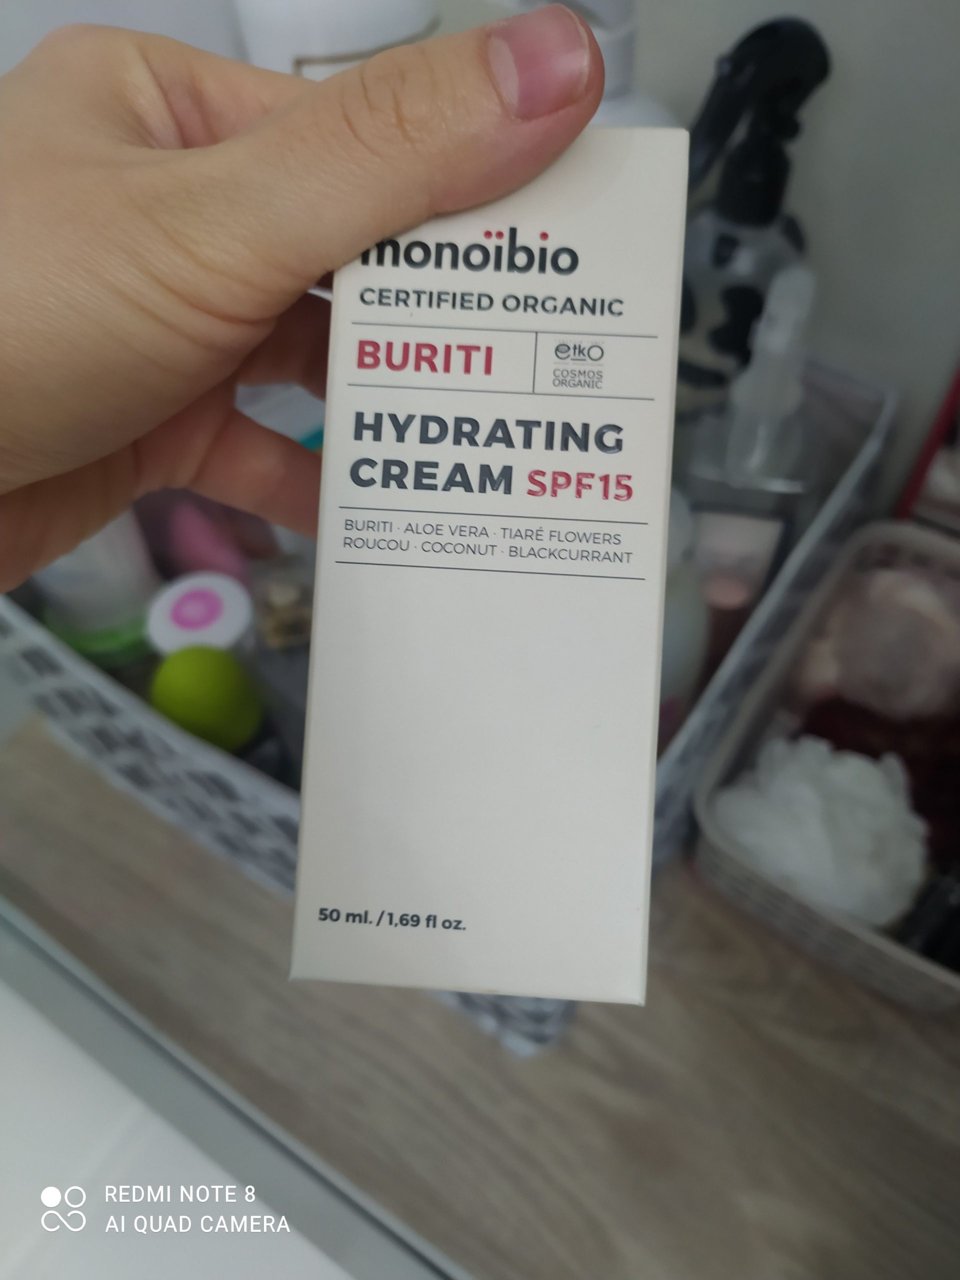 monoïbio
CERTIFIED ORGANIC
BURITI
etko
COSMOS
ORGANIC
HYDRATING
CREAM SPF15
BURITI · ALOE VERA · TIARÉ FLOWERS
ROUCOU · COCONUT · BLACKCURRANT
50 ml. / 1,69 fl oz.
REDMI NOTE 8
AI QUAD CAMERA